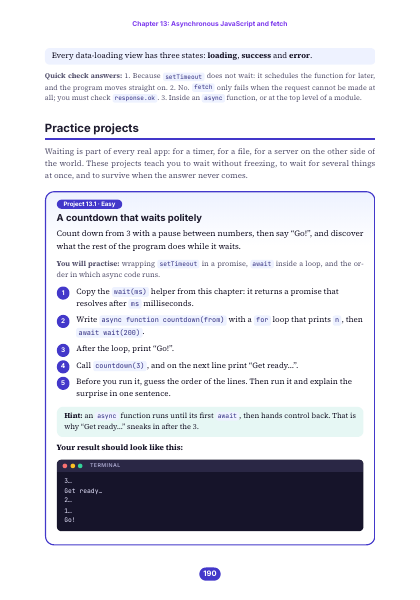 Chapter 13: Asynchronous JavaScript and fetch
Every data-loading view has three states: loading, success and error.
Quick check answers: 1. Because setTimeout does not wait: it schedules the function for later,
and the program moves straight on. 2. No. fetch only fails when the request cannot be made at
all; you must check response.ok. 3. Inside an async function, or at the top level of a module.
Practice projects
Waiting is part of every real app: for a timer, for a file, for a server on the other side of
the world. These projects teach you to wait without freezing, to wait for several things
at once, and to survive when the answer never comes.
Project 13.1 · Easy
A countdown that waits politely
Count down from 3 with a pause between numbers, then say “Go!”, and discover
what the rest of the program does while it waits.
You will practise: wrapping setTimeout in a promise, await inside a loop, and the or-
der in which async code runs.
1 Copy the wait(ms) helper from this chapter: it returns a promise that
resolves after ms milliseconds.
2 Write async function countdown(from) with a for loop that prints n, then
await wait(200).
3 After the loop, print “Go!”.
4 Call countdown(3), and on the next line print “Get ready…”.
5 Before you run it, guess the order of the lines. Then run it and explain the
surprise in one sentence.
Hint: an async function runs until its first await, then hands control back. That is
why “Get ready…” sneaks in after the 3.
Your result should look like this:
TERMINAL
3…
Get ready…
2…
1…
Go!
190